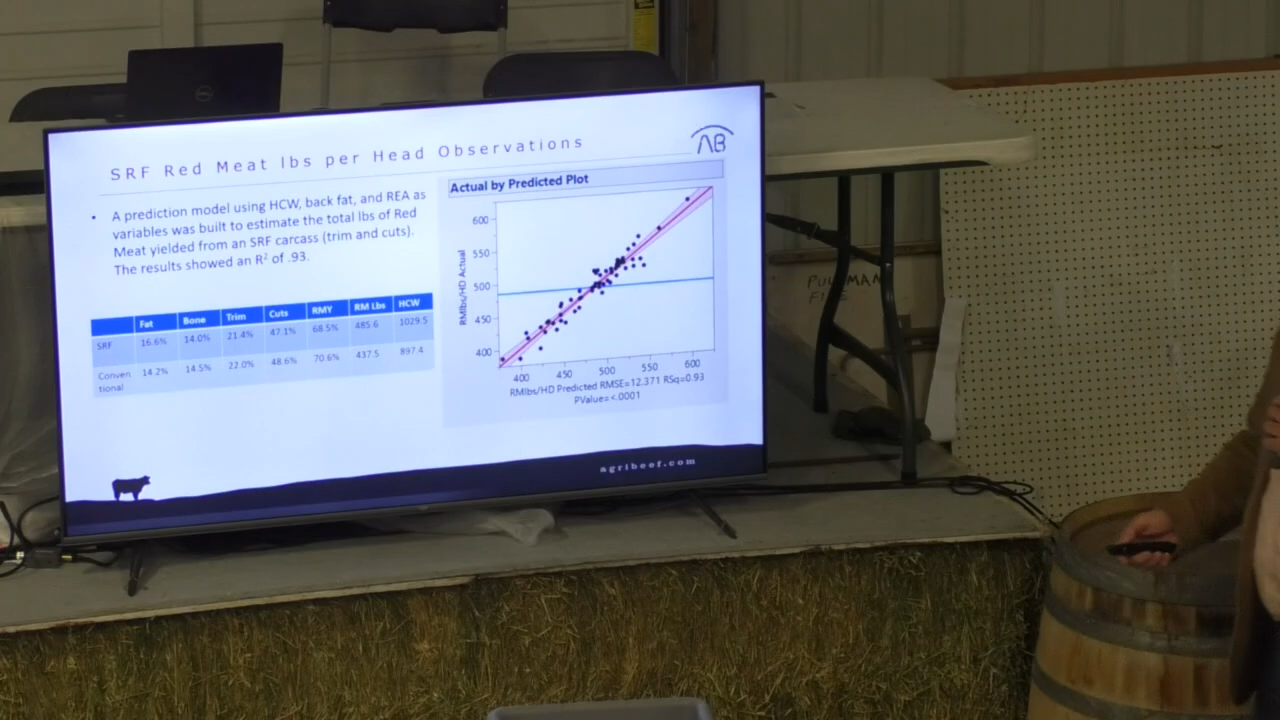 SRF Red Meat lbs per Head Observations
AB
• A prediction model using HCW, back fat, and REA as
variables was built to estimate the total lbs of Red
Meat yielded from an SRF carcass (trim and cuts).
The results showed an R² of .93.
Fat Bone Trim Cuts RMY RM Lbs HCW
SRF 16.6% 14.0% 21.4% 47.1% 68.5% 485.6 1029.5
Conven
tional 14.2% 14.5% 22.0% 48.6% 70.6% 437.5 897.4
Actual by Predicted Plot
RMlbs/HD Actual
600
550
500
450
400
400 450 500 550 600
RMlbs/HD Predicted RMSE=12.371 RSq=0.93
PValue=<.0001
agribeef.com
DELL
PULLMAN